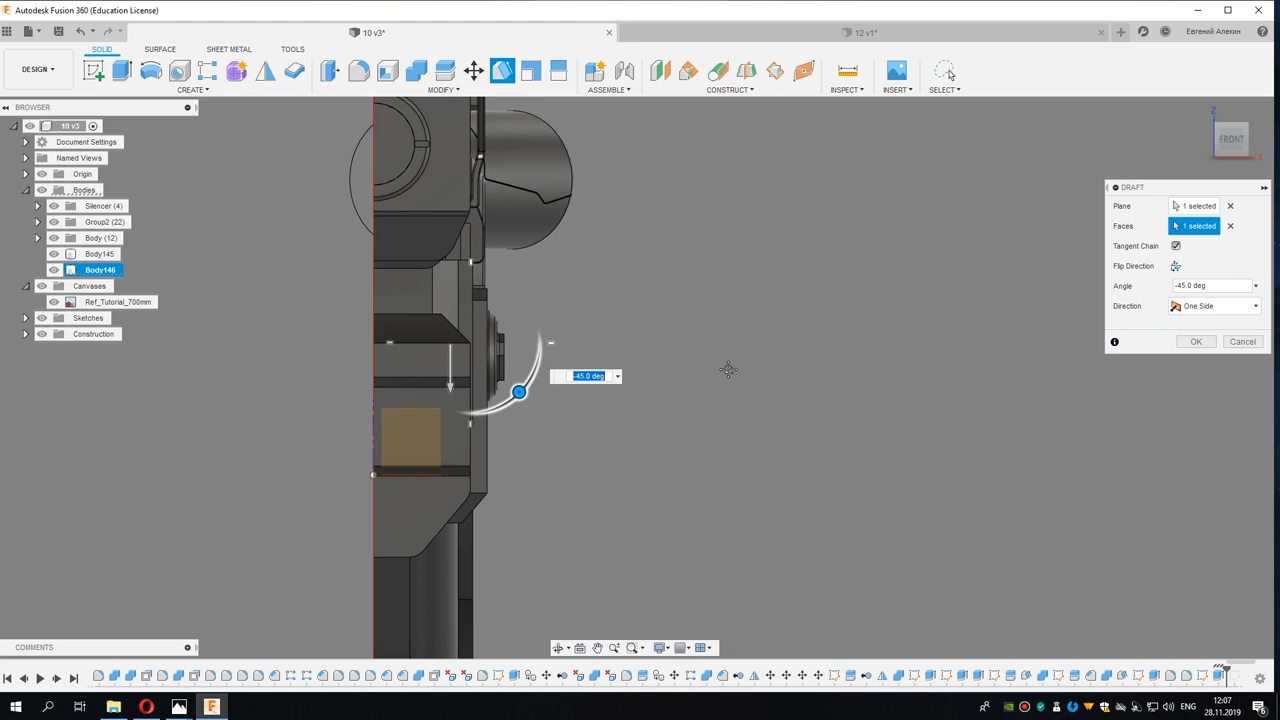 Autodesk Fusion 360 (Education License)
10 v3*
12 v1*
Евгений Апекин
DESIGN
SOLID
SURFACE
SHEET METAL
TOOLS
CREATE
MODIFY
ASSEMBLE
CONSTRUCT
INSPECT
INSERT
SELECT
BROWSER
10 v3
Document Settings
Named Views
Origin
Bodies
Silencer (4)
Group2 (22)
Body (12)
Body145
Body146
Canvases
Ref_Tutorial_700mm
Sketches
Construction
Z
FRONT
X
DRAFT
Plane
1 selected
Faces
1 selected
Tangent Chain
Flip Direction
Angle
-45.0 deg
Direction
One Side
OK
Cancel
-45.0 deg
COMMENTS
ENG
12:07
28.11.2019
6